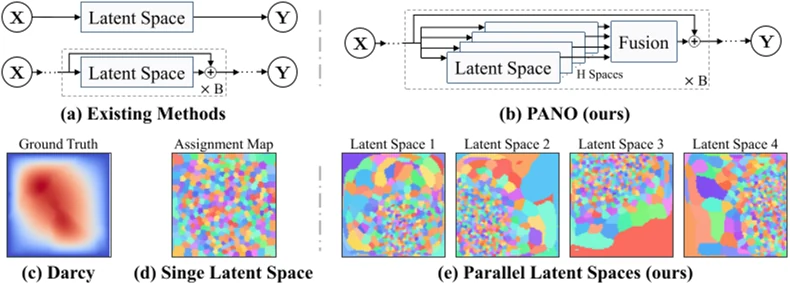 X Latent Space Y
X Latent Space + Y
× B
(a) Existing Methods
X Latent Space H Spaces Fusion + Y
× B
(b) PANO (ours)
Ground Truth
(c) Darcy
Assignment Map
(d) Singe Latent Space
Latent Space 1 Latent Space 2 Latent Space 3 Latent Space 4
(e) Parallel Latent Spaces (ours)